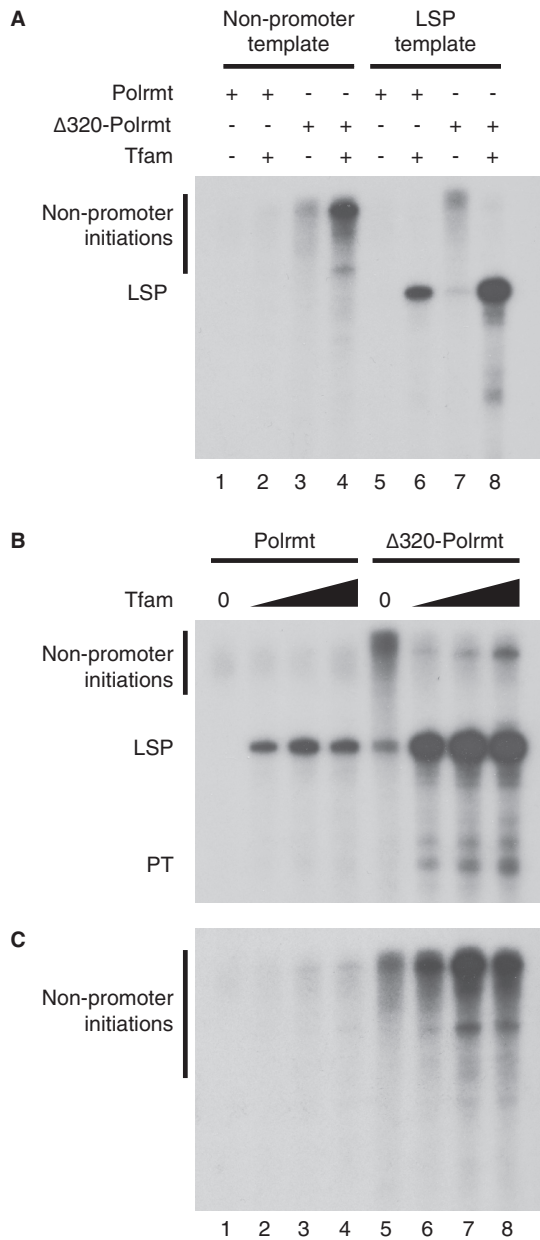 A
Non-promoter template
LSP template
Polrmt + + - - + + - -
Δ320-Polrmt - - + + - - + +
Tfam - + - + - + - +
Non-promoter initiations
LSP
1 2 3 4 5 6 7 8
B
Polrmt Δ320-Polrmt
Tfam 0 0
Non-promoter initiations
LSP
PT
C
Non-promoter initiations
1 2 3 4 5 6 7 8